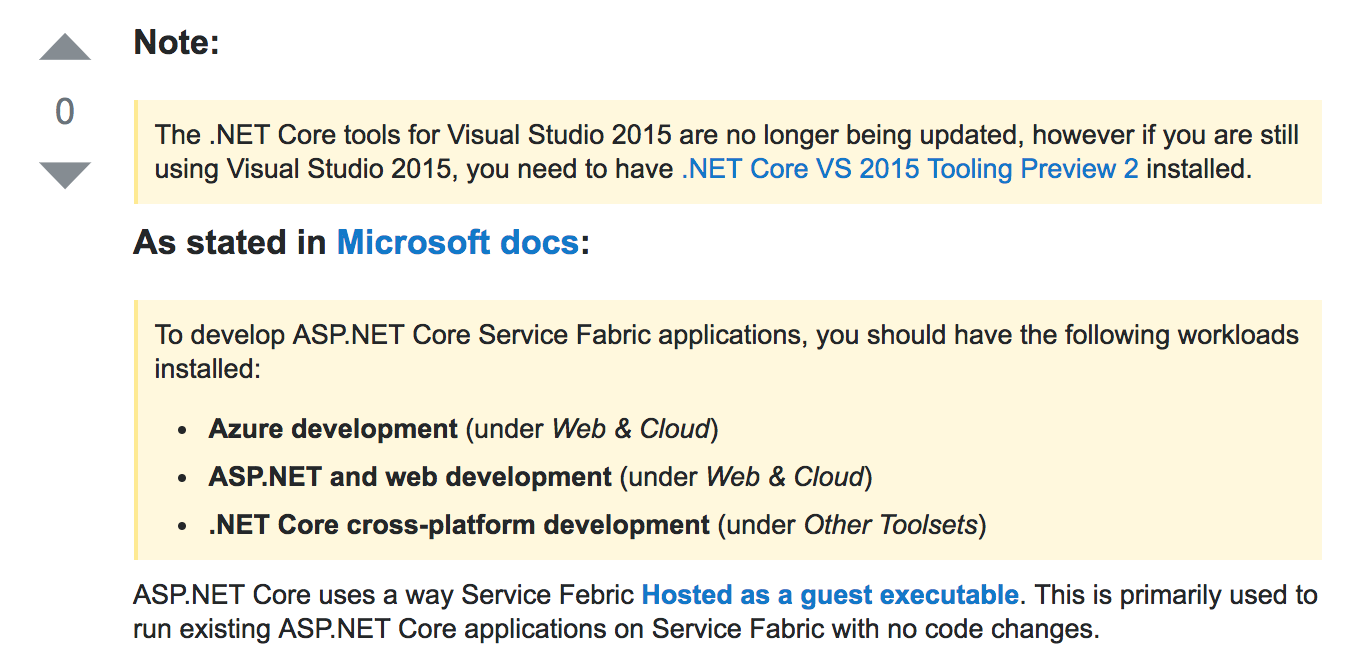 Note:
0
The .NET Core tools for Visual Studio 2015 are no longer being updated, however if you are still
using Visual Studio 2015, you need to have .NET Core VS 2015 Tooling Preview 2 installed.
As stated in Microsoft docs:
To develop ASP.NET Core Service Fabric applications, you should have the following workloads
installed:
• Azure development (under Web & Cloud)
• ASP.NET and web development (under Web & Cloud)
• .NET Core cross-platform development (under Other Toolsets)
ASP.NET Core uses a way Service Febric Hosted as a guest executable. This is primarily used to
run existing ASP.NET Core applications on Service Fabric with no code changes.